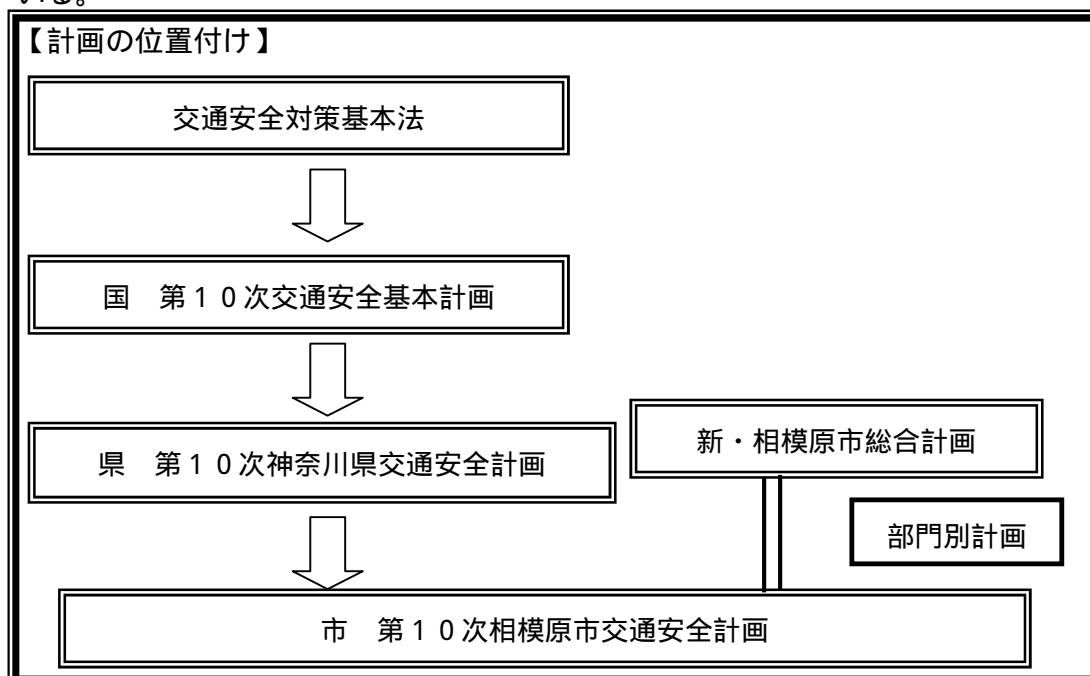 いる。
【計画の位置付け】
交通安全対策基本法
国　第１０次交通安全基本計画
県　第１０次神奈川県交通安全計画
新・相模原市総合計画
部門別計画
市　第１０次相模原市交通安全計画